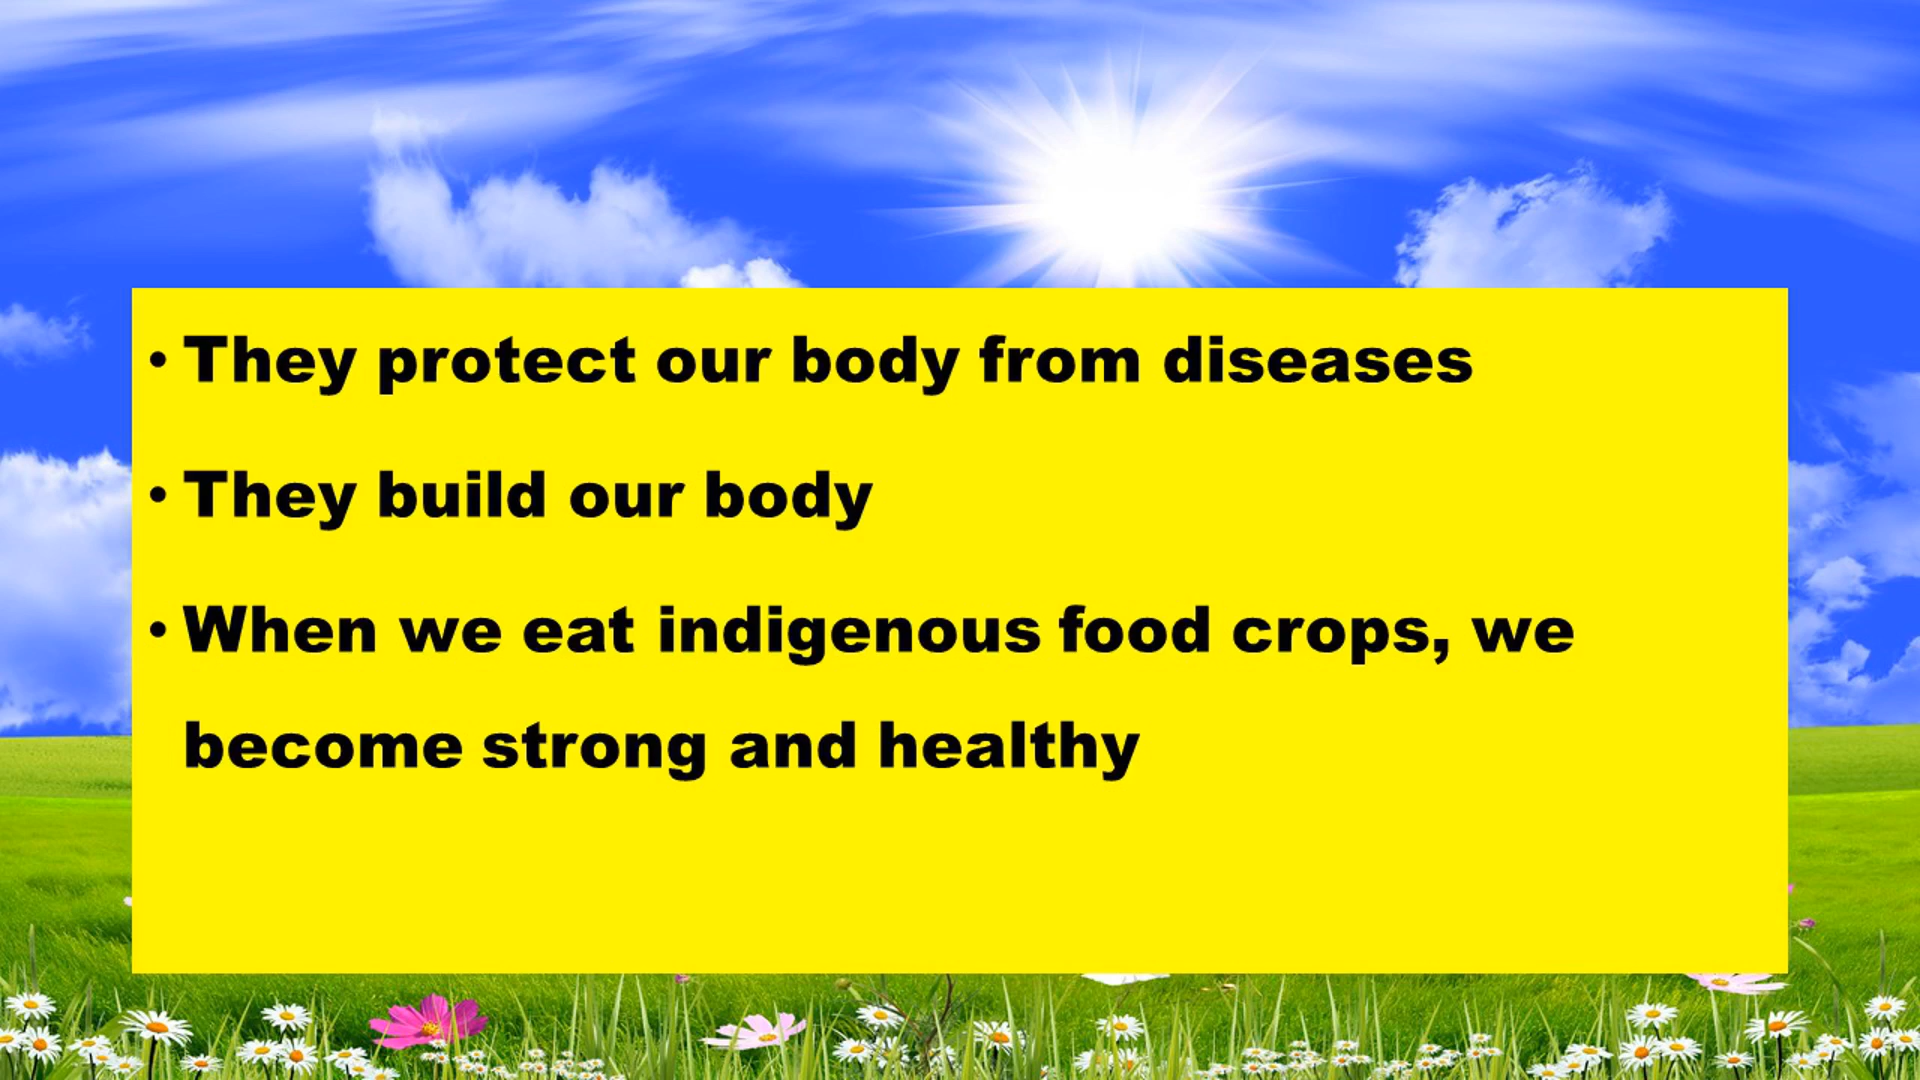 • They protect our body from diseases
• They build our body
• When we eat indigenous food crops, we
become strong and healthy